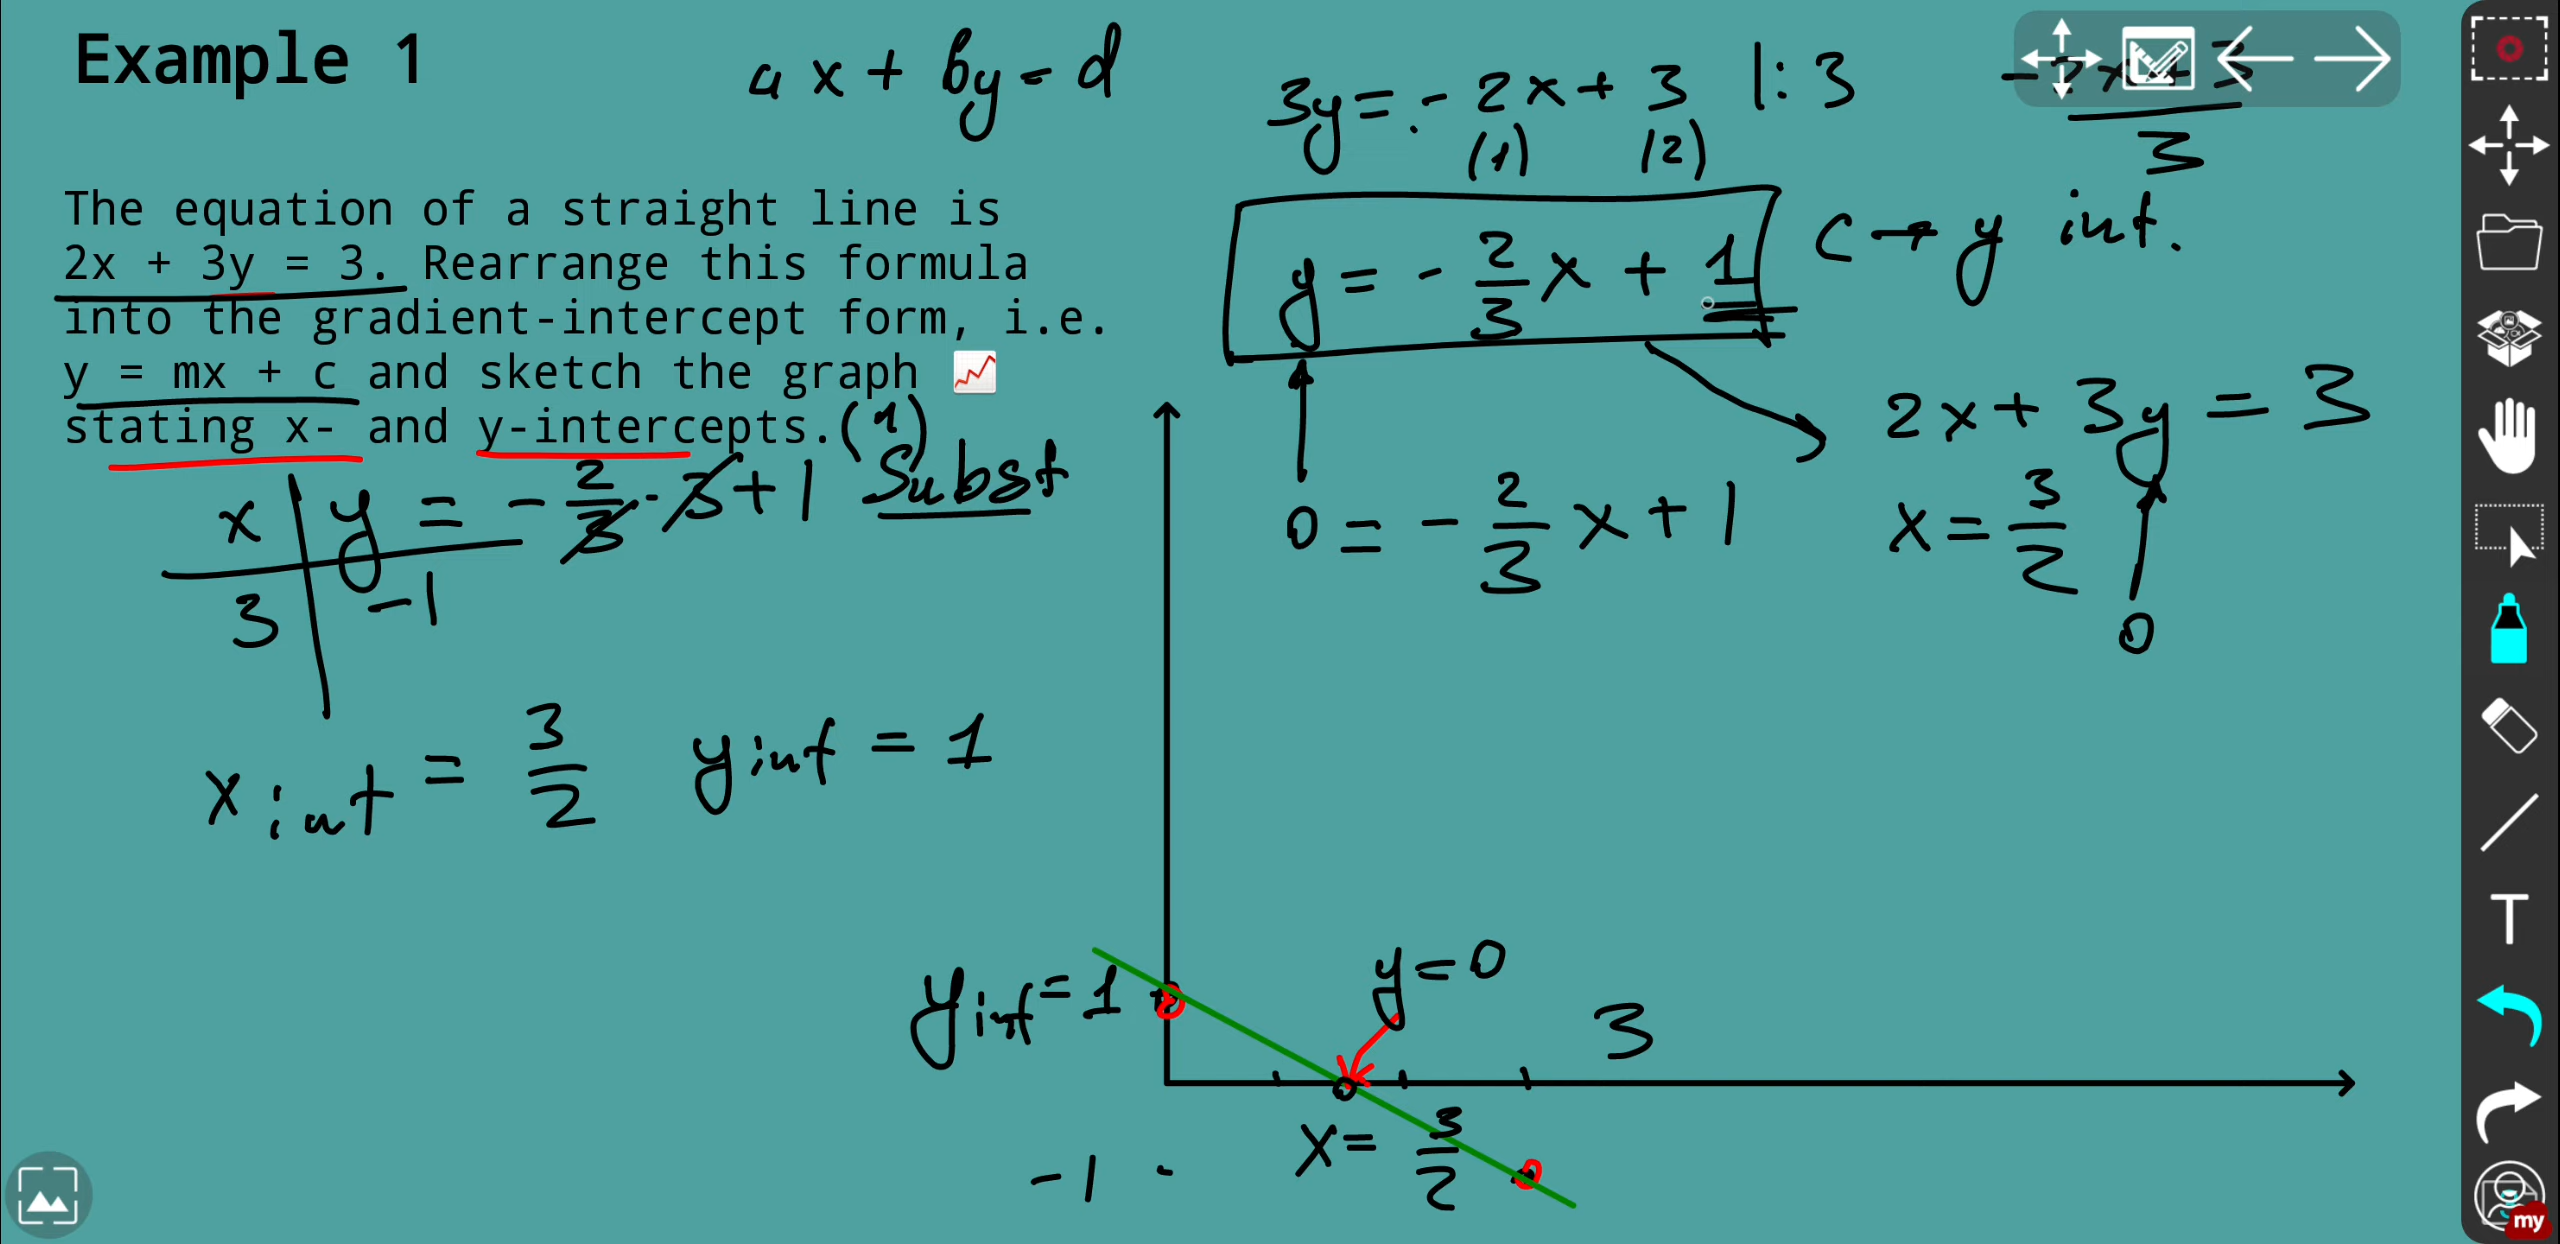 Example 1
ax + by = d
3y = -2x + 3 |: 3
(1) (2)
3
The equation of a straight line is
2x + 3y = 3. Rearrange this formula
into the gradient-intercept form, i.e.
y = mx + c and sketch the graph 📈
stating x- and y-intercepts.
y = - 2/3 x + 1
c → y int.
2x + 3y = 3
0
(1) Subst
x | y = - 2/3 · 3 + 1
3 | -1
0 = - 2/3 x + 1
x = 3/2
x int = 3/2 y int = 1
y int = 1
y = 0
3
x = 3/2
-1
T
my